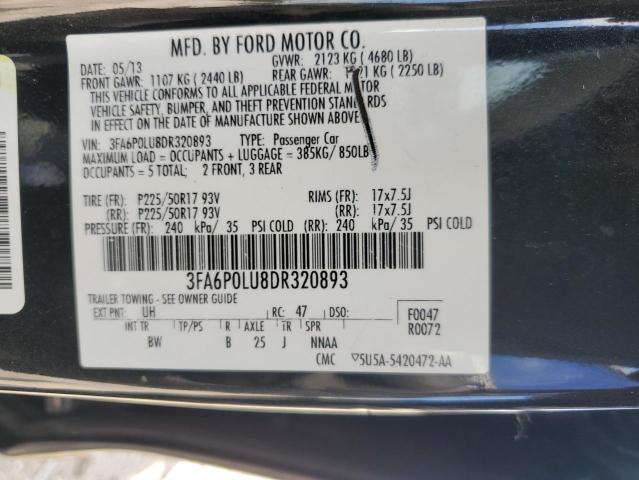 MFD. BY FORD MOTOR CO.
DATE: 05/13 GVWR: 2123 KG ( 4680 LB)
FRONT GAWR: 1107 KG ( 2440 LB) REAR GAWR: KG ( 2250 LB)
THIS VEHICLE CONFORMS TO ALL APPLICABLE FEDERAL MOTOR
VEHICLE SAFETY, BUMPER, AND THEFT PREVENTION STANDARDS
IN EFFECT ON THE DATE OF MANUFACTURE SHOWN ABOVE.
VIN: 3FA6P0LU8DR320893 TYPE: Passenger Car
MAXIMUM LOAD = OCCUPANTS + LUGGAGE = 385KG/ 850LB
OCCUPANTS = 5 TOTAL; 2 FRONT, 3 REAR
TIRE (FR): P225/50R17 93V RIMS (FR): 17x7.5J
(RR): P225/50R17 93V (RR): 17x7.5J
PRESSURE (FR): 240 kPa/ 35 PSI COLD (RR): 240 kPa/ 35 PSI COLD
3FA6P0LU8DR320893
TRAILER TOWING - SEE OWNER GUIDE
EXT PNT: UH RC: 47 DSO: F0047
INT TR TP/PS R AXLE TR SPR R0072
BW B 25 J NNAA
CMC 5U5A-5420472-AA